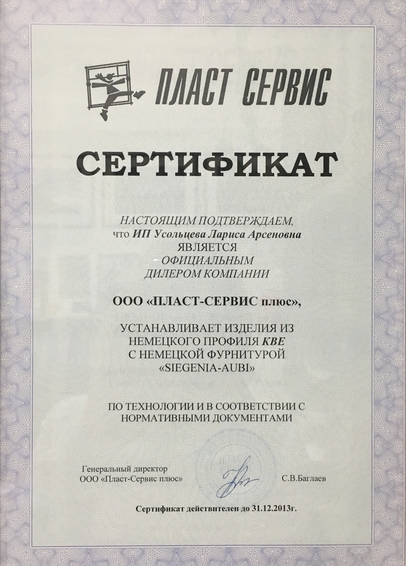 ПЛАСТ СЕРВИС
СЕРТИФИКАТ
НАСТОЯЩИМ ПОДТВЕРЖДАЕМ,
что ИП Усольцева Лариса Арсеновна
ЯВЛЯЕТСЯ
ОФИЦИАЛЬНЫМ
ДИЛЕРОМ КОМПАНИИ
ООО «ПЛАСТ-СЕРВИС плюс»,
УСТАНАВЛИВАЕТ ИЗДЕЛИЯ ИЗ
НЕМЕЦКОГО ПРОФИЛЯ КВЕ
С НЕМЕЦКОЙ ФУРНИТУРОЙ
«SIEGENIA-AUBI»
ПО ТЕХНОЛОГИИ И В СООТВЕТСТВИИ С
НОРМАТИВНЫМИ ДОКУМЕНТАМИ
Генеральный директор
ООО «Пласт-Сервис плюс» С.В.Баглаев
Сертификат действителен до 31.12.2013г.